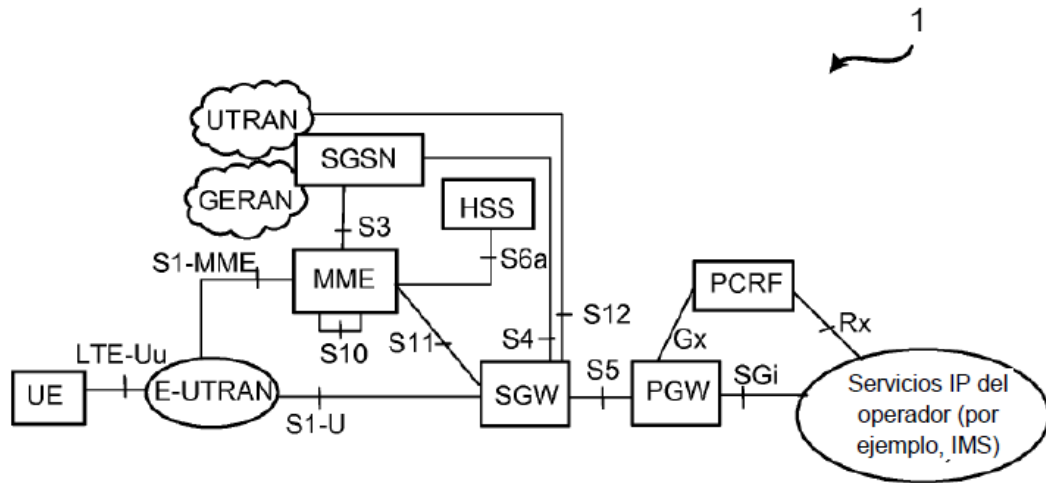 1
UTRAN
SGSN
GERAN
HSS
S3
S6a
S1-MME
MME
PCRF
S12
Rx
S10
S11
S4
Gx
LTE-Uu
S5
SGi
UE
E-UTRAN
SGW
PGW
S1-U
Servicios IP del
operador (por
ejemplo, IMS)